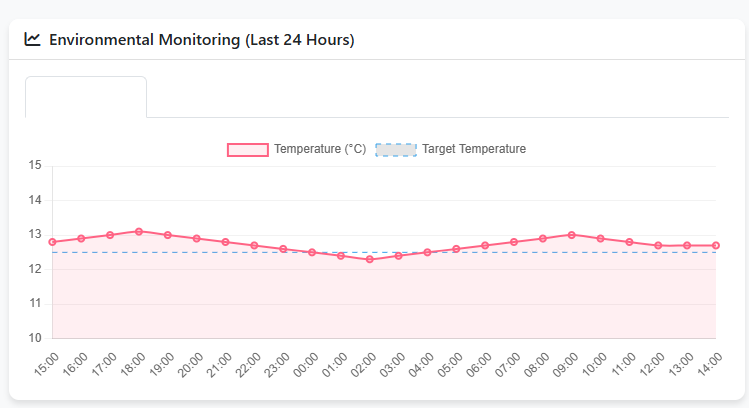 Environmental Monitoring (Last 24 Hours)
Temperature (°C) Target Temperature
15
14
13
12
11
10
15:00 16:00 17:00 18:00 19:00 20:00 21:00 22:00 23:00 00:00 01:00 02:00 03:00 04:00 05:00 06:00 07:00 08:00 09:00 10:00 11:00 12:00 13:00 14:00